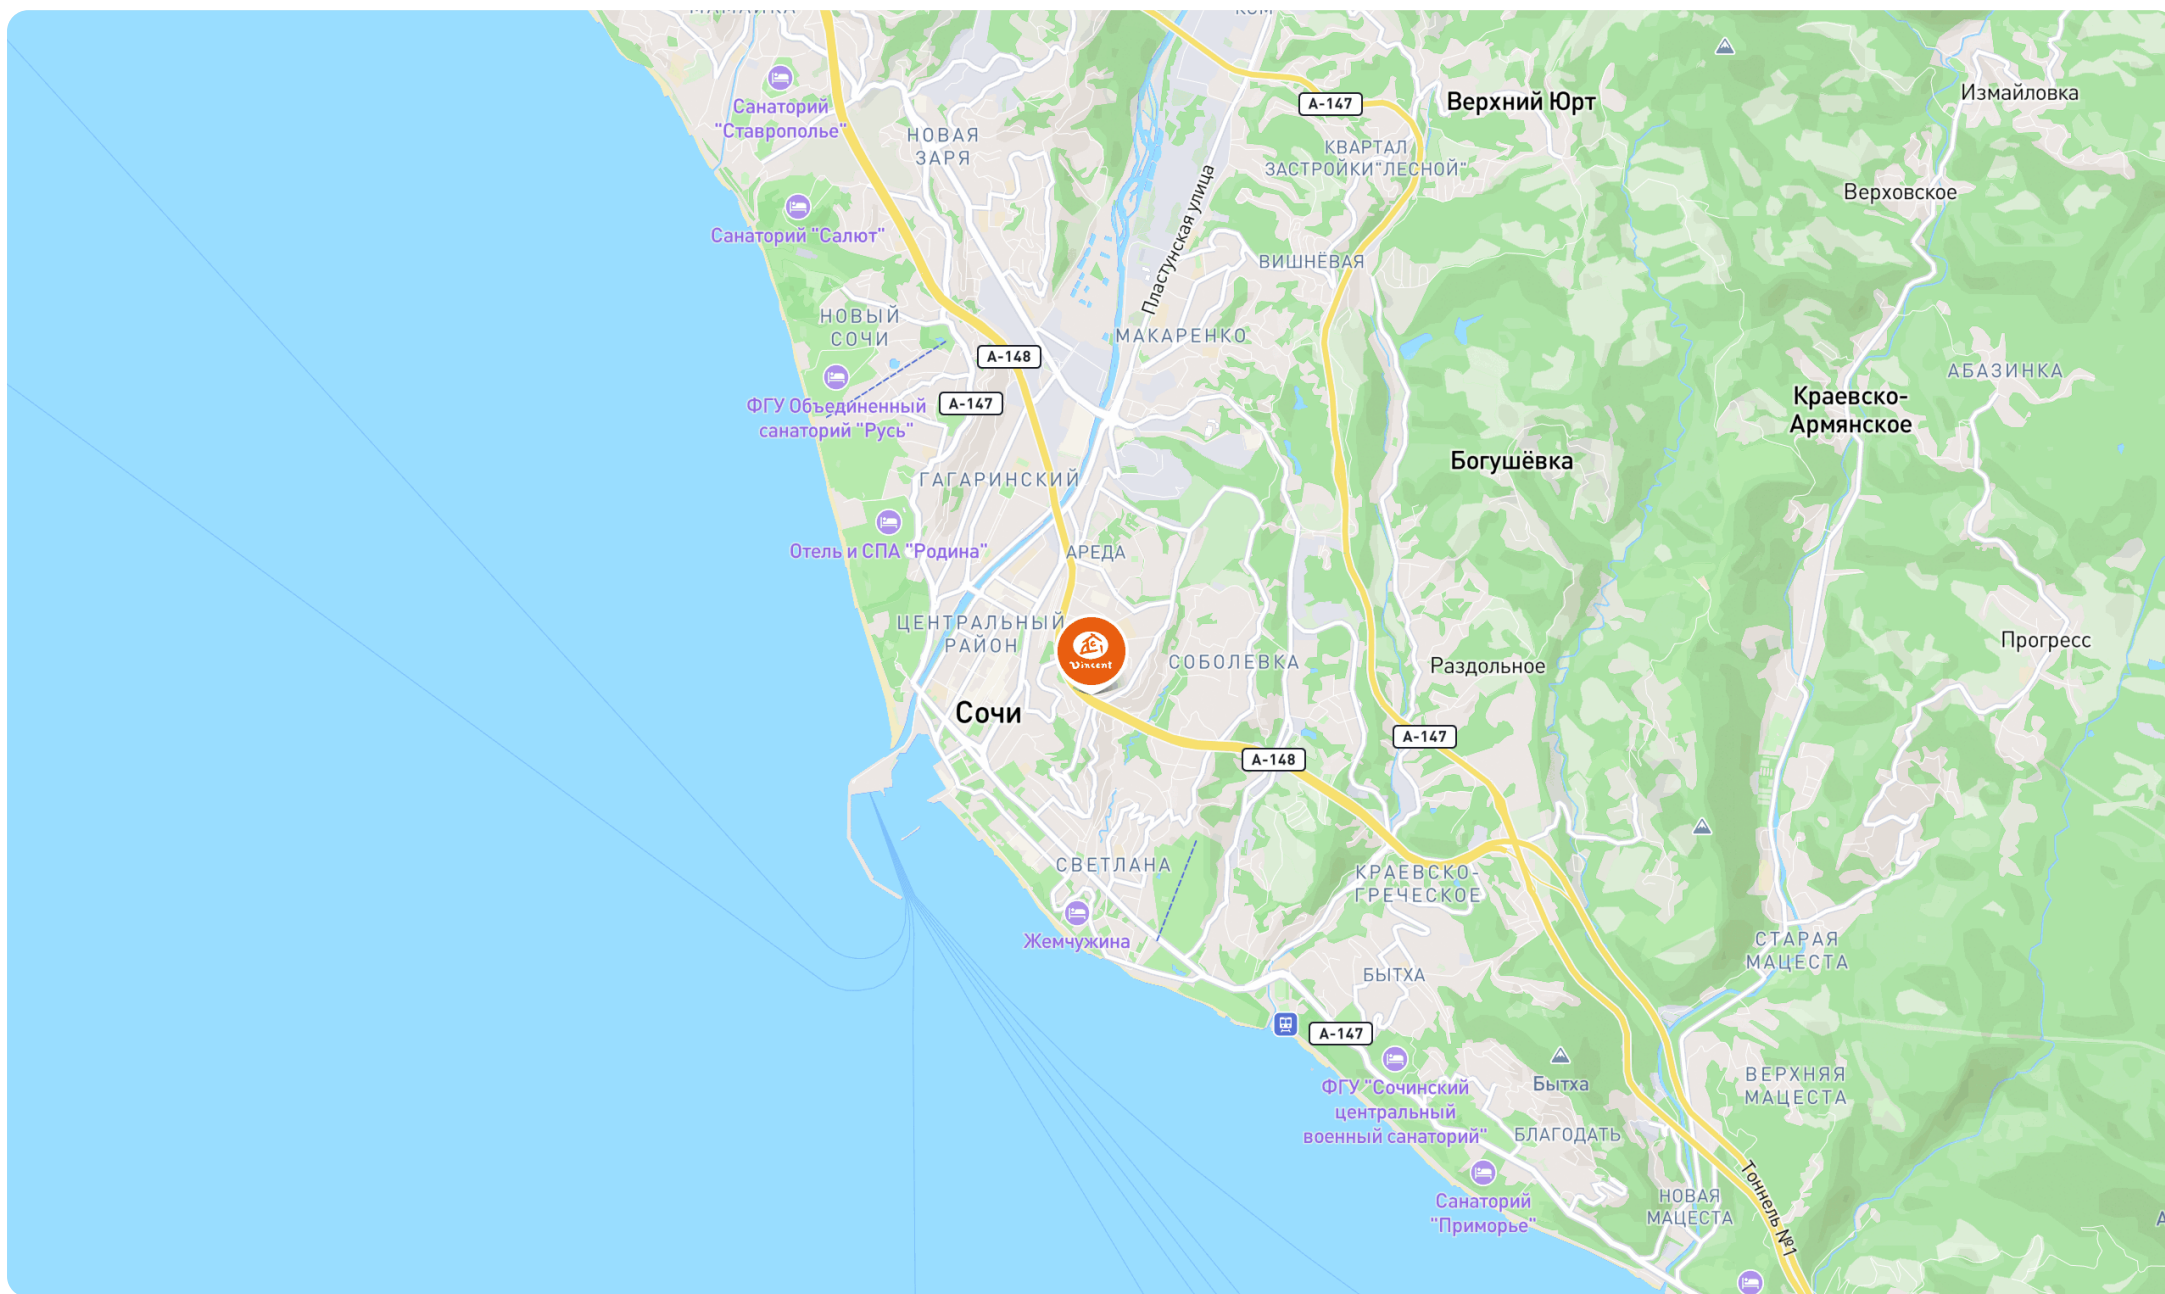 МАМАЙКА
КОМ
Санаторий
"Ставрополье"
НОВАЯ
ЗАРЯ
А-147
Верхний Юрт
Измайловка
КВАРТАЛ
ЗАСТРОЙКИ"ЛЕСНОЙ"
Верховское
Санаторий "Салют"
Пластунская улица
ВИШНЁВАЯ
НОВЫЙ
СОЧИ
МАКАРЕНКО
А-148
АБАЗИНКА
А-147
ФГУ Объединенный
санаторий "Русь"
Краевско-
Армянское
Богушёвка
ГАГАРИНСКИЙ
Отель и СПА "Родина"
АРЕДА
ЦЕНТРАЛЬНЫЙ
РАЙОН
Vincent
СОБОЛЕВКА
Раздольное
Прогресс
Сочи
А-147
А-148
СВЕТЛАНА
КРАЕВСКО-
ГРЕЧЕСКОЕ
Жемчужина
СТАРАЯ
МАЦЕСТА
БЫТХА
А-147
Бытха
ФГУ "Сочинский
центральный
военный санаторий"
ВЕРХНЯЯ
МАЦЕСТА
БЛАГОДАТЬ
Санаторий
"Приморье"
НОВАЯ
МАЦЕСТА
Тоннель №1